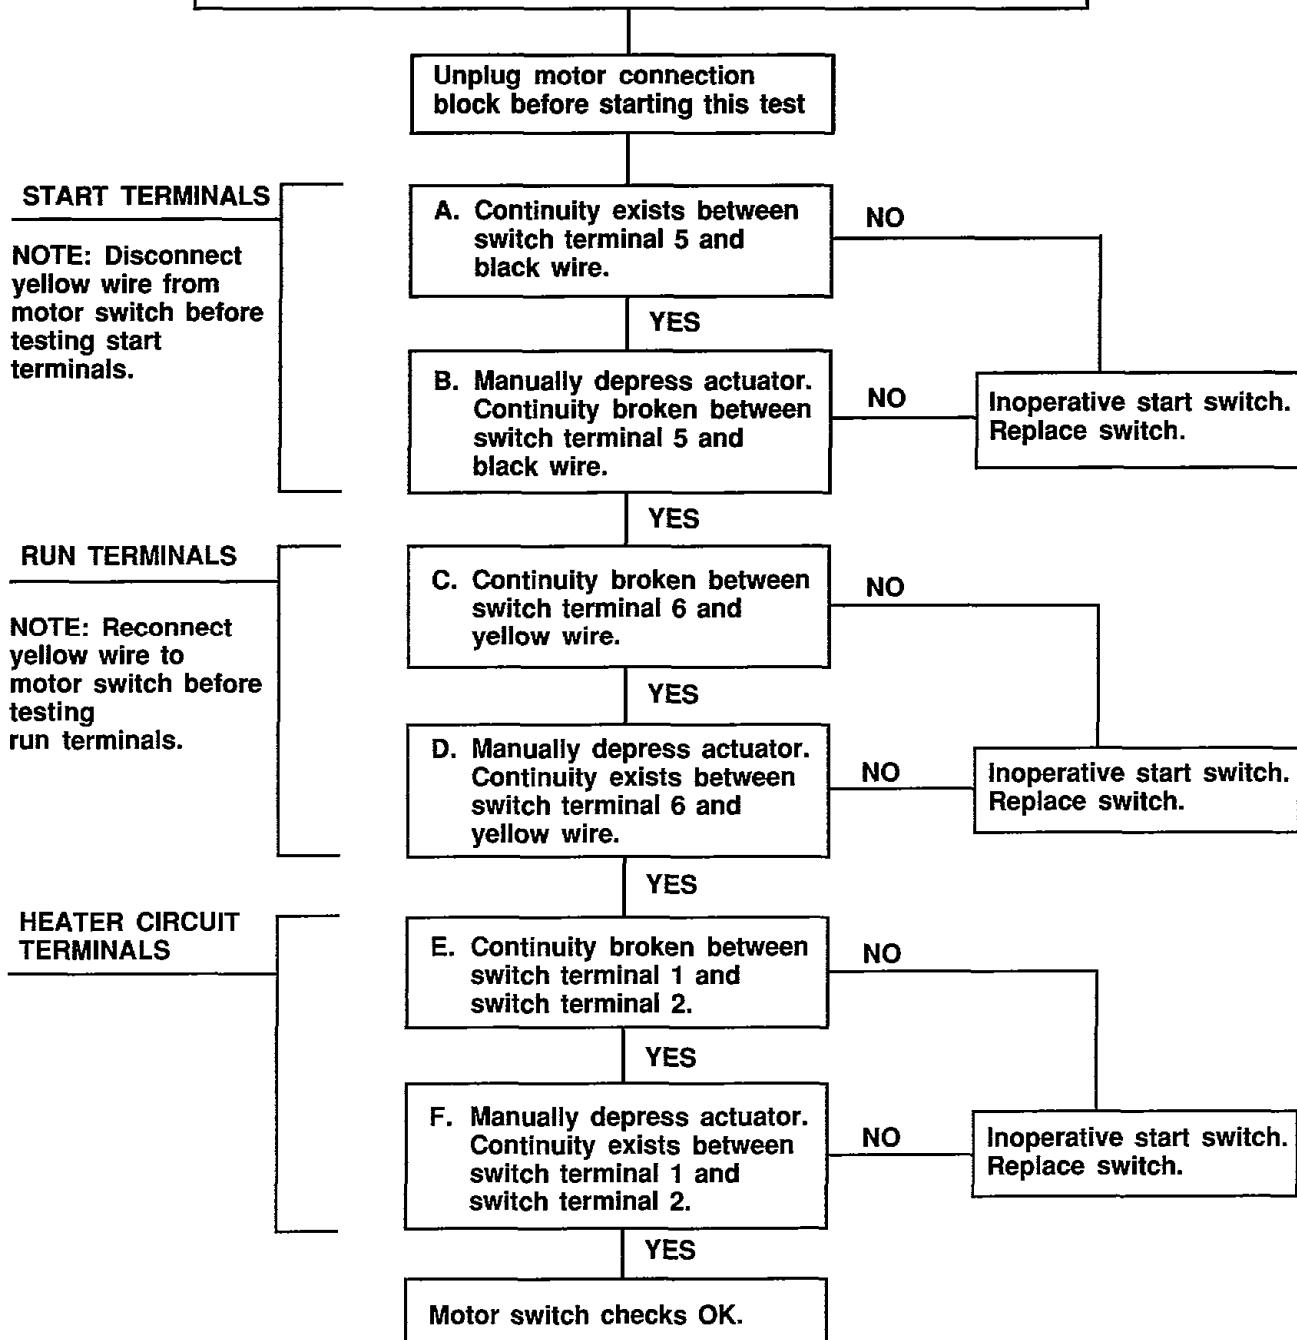 Unplug motor connection
block before starting this test
START TERMINALS
NOTE: Disconnect
yellow wire from
motor switch before
testing start
terminals.
A. Continuity exists between
switch terminal 5 and
black wire.
NO
YES
B. Manually depress actuator.
Continuity broken between
switch terminal 5 and
black wire.
NO
Inoperative start switch.
Replace switch.
YES
RUN TERMINALS
NOTE: Reconnect
yellow wire to
motor switch before
testing
run terminals.
C. Continuity broken between
switch terminal 6 and
yellow wire.
NO
YES
D. Manually depress actuator.
Continuity exists between
switch terminal 6 and
yellow wire.
NO
Inoperative start switch.
Replace switch.
YES
HEATER CIRCUIT
TERMINALS
E. Continuity broken between
switch terminal 1 and
switch terminal 2.
NO
YES
F. Manually depress actuator.
Continuity exists between
switch terminal 1 and
switch terminal 2.
NO
Inoperative start switch.
Replace switch.
YES
Motor switch checks OK.